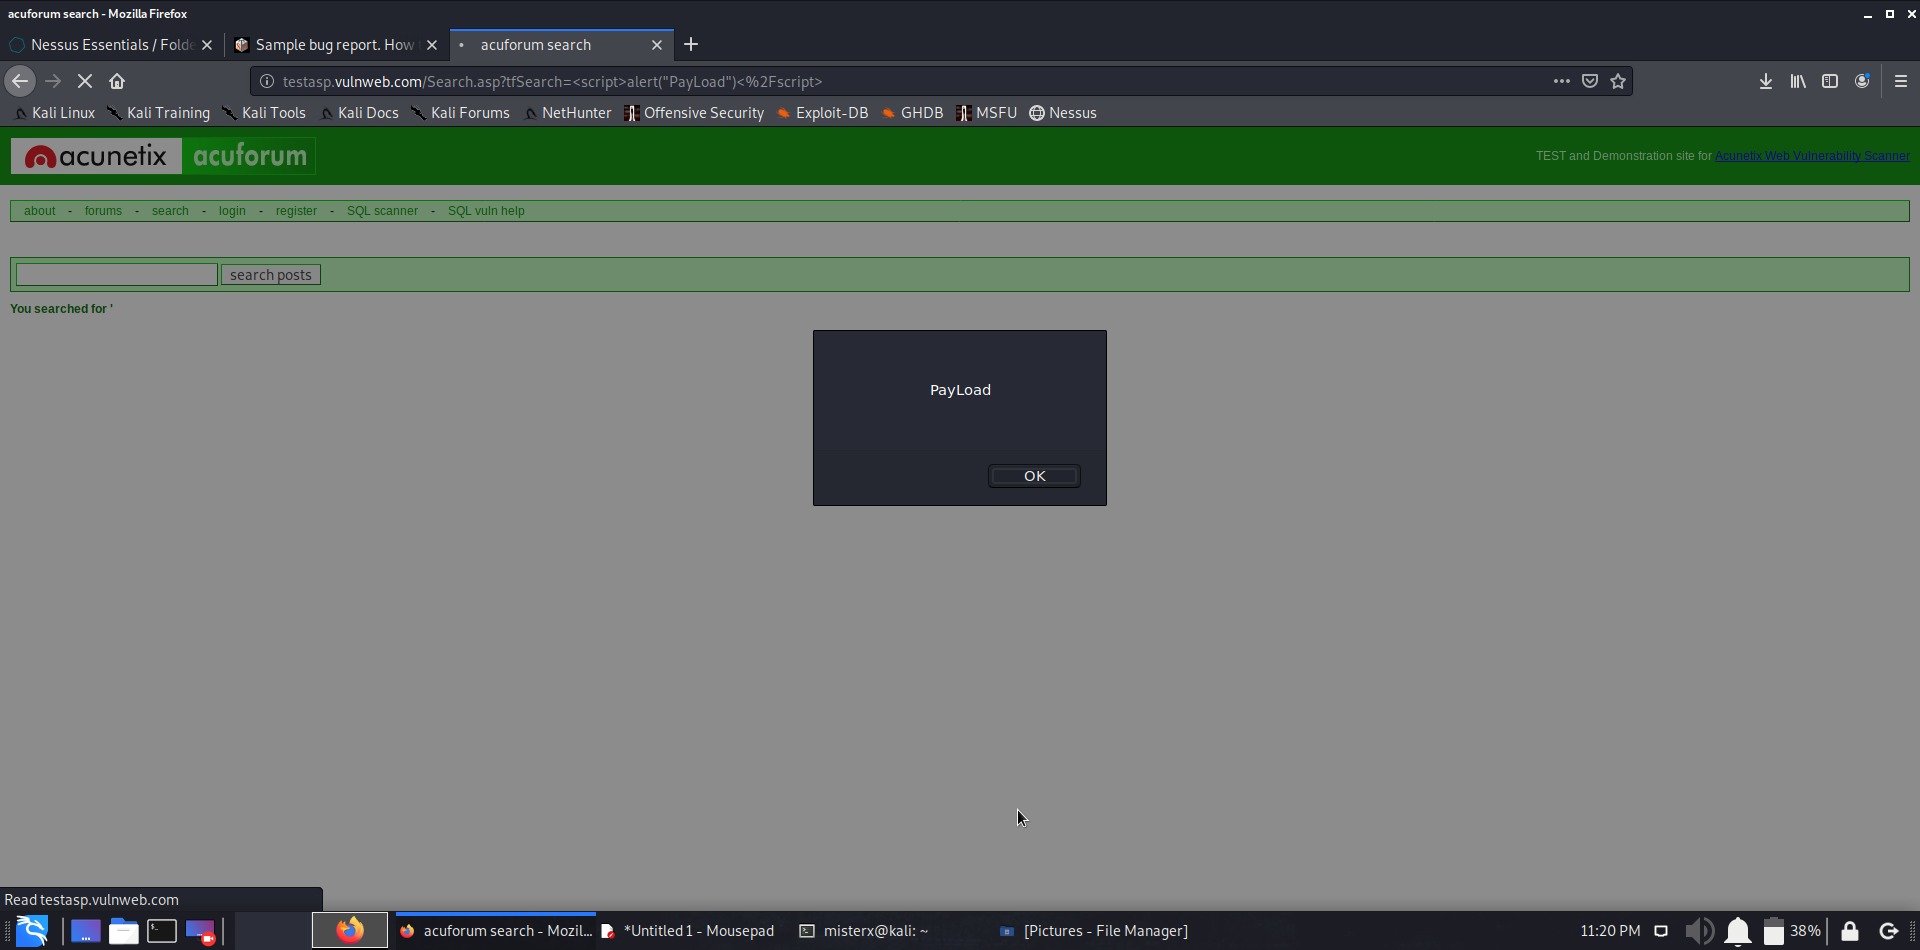 acuforum search - Mozilla Firefox
Nessus Essentials / Folde
Sample bug report. How
acuforum search
testasp.vulnweb.com/Search.asp?tfSearch=<script>alert("PayLoad")<%2Fscript>
Kali Linux Kali Training Kali Tools Kali Docs Kali Forums NetHunter Offensive Security Exploit-DB GHDB MSFU Nessus
acunetix acuforum
TEST and Demonstration site for Acunetix Web Vulnerability Scanner
about - forums - search - login - register - SQL scanner - SQL vuln help
search posts
You searched for '
PayLoad
OK
Read testasp.vulnweb.com
acuforum search - Mozil... *Untitled 1 - Mousepad misterx@kali: ~ [Pictures - File Manager] 11:20 PM 38%